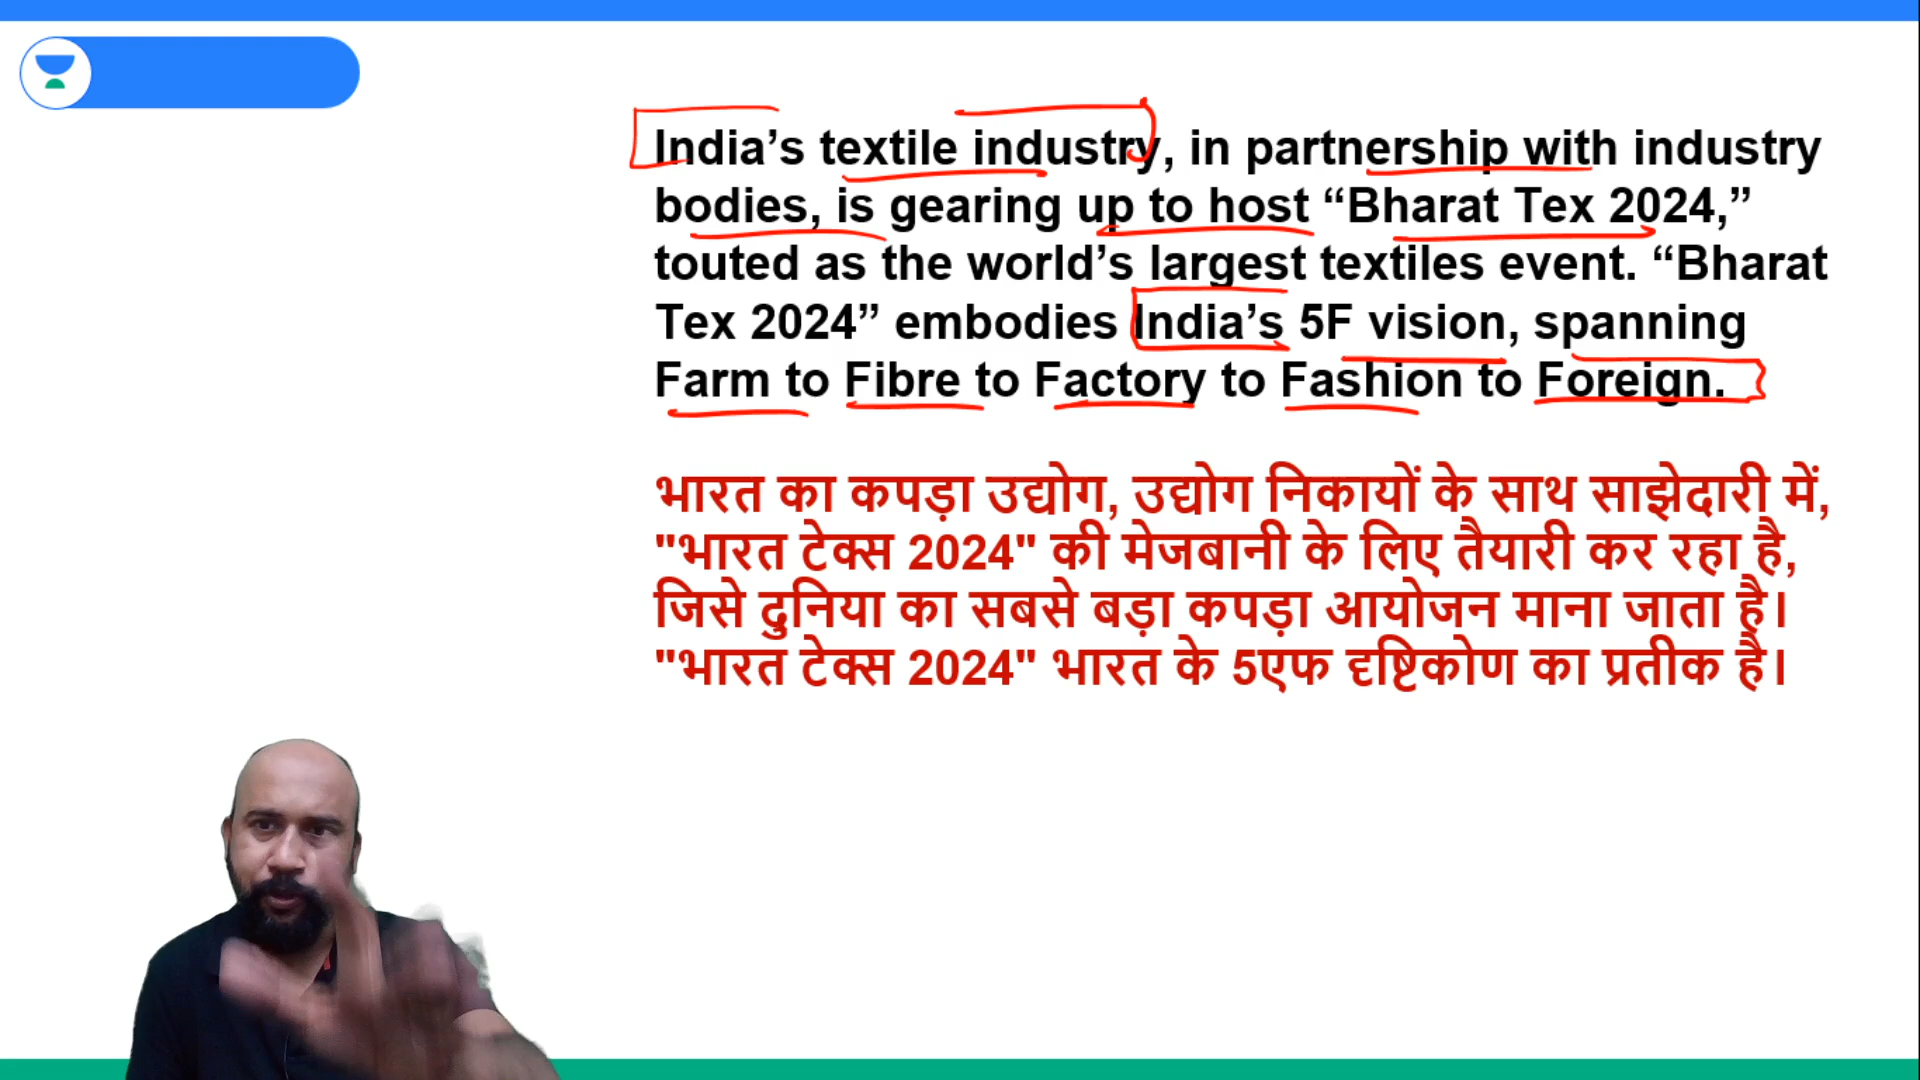 India’s textile industry, in partnership with industry
bodies, is gearing up to host “Bharat Tex 2024,”
touted as the world’s largest textiles event. “Bharat
Tex 2024” embodies India’s 5F vision, spanning
Farm to Fibre to Factory to Fashion to Foreign.
भारत का कपड़ा उद्योग, उद्योग निकायों के साथ साझेदारी में,
"भारत टेक्स 2024" की मेजबानी के लिए तैयारी कर रहा है,
जिसे दुनिया का सबसे बड़ा कपड़ा आयोजन माना जाता है।
"भारत टेक्स 2024" भारत के 5एफ दृष्टिकोण का प्रतीक है।